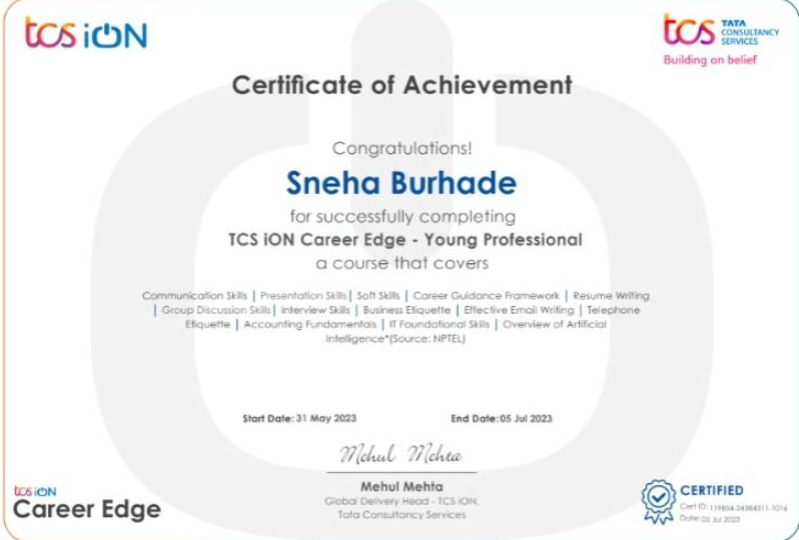 tcs iON
tcs TATA
CONSULTANCY
SERVICES
Building on belief
Certificate of Achievement
Congratulations!
Sneha Burhade
for successfully completing
TCS iON Career Edge - Young Professional
a course that covers
Communication Skills | Presentation Skills | Soft Skills | Career Guidance Framework | Resume Writing
| Group Discussion Skills | Interview Skills | Business Etiquette | Effective Email Writing | Telephone
Etiquette | Accounting Fundamentals | IT Foundational Skills | Overview of Artificial
Intelligence*(Source: NPTEL)
Start Date: 31 May 2023 End Date: 05 Jul 2023
Mehul Mehta
Mehul Mehta
Global Delivery Head - TCS iON,
Tata Consultancy Services
tcs iON
Career Edge
CERTIFIED
Cert ID: 119854-24384311-1016
Date: 05 Jul 2023